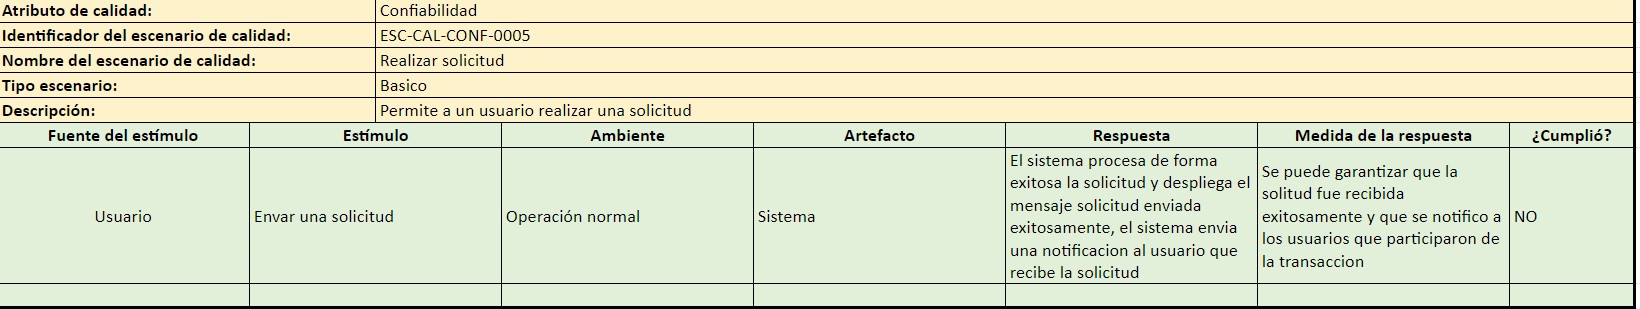 Atributo de calidad: Confiabilidad
Identificador del escenario de calidad: ESC-CAL-CONF-0005
Nombre del escenario de calidad: Realizar solicitud
Tipo escenario: Basico
Descripción: Permite a un usuario realizar una solicitud
Fuente del estímulo Estímulo Ambiente Artefacto Respuesta Medida de la respuesta ¿Cumplió?
Usuario
Envar una solicitud
Operación normal
Sistema
El sistema procesa de forma
exitosa la solicitud y despliega el
mensaje solicitud enviada
exitosamente, el sistema envia
una notificacion al usuario que
recibe la solicitud
Se puede garantizar que la
solitud fue recibida
exitosamente y que se notifico a
los usuarios que participaron de
la transaccion
NO